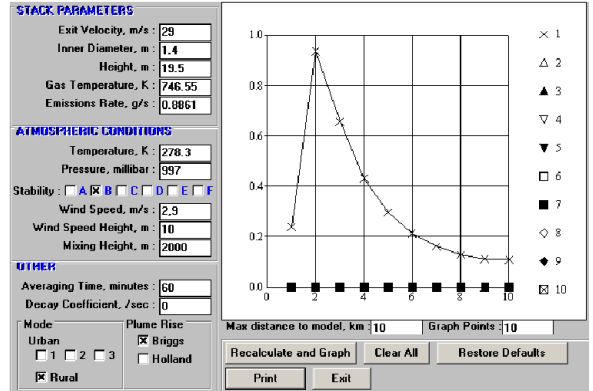 STACK PARAMETERS
Exit Velocity, m/s : 29
Inner Diameter, m : 1.4
Height, m : 19.5
Gas Temperature, K : 746.55
Emissions Rate, g/s : 0.8861
ATMOSPHERIC CONDITIONS
Temperature, K : 278.3
Pressure, millibar : 997
Stability : A B C D E F
Wind Speed, m/s : 2,9
Wind Speed Height, m : 10
Mixing Height, m : 2000
OTHER
Averaging Time, minutes : 60
Decay Coefficient, /sec : 0
Mode
Urban
1 2 3
Rural
Plume Rise
Briggs
Holland
1.0
0.8
0.6
0.4
0.2
0.0
0 2 4 6 8 10
1
2
3
4
5
6
7
8
9
10
Max distance to model, km : 10 Graph Points : 10
Recalculate and Graph Clear All Restore Defaults
Print Exit